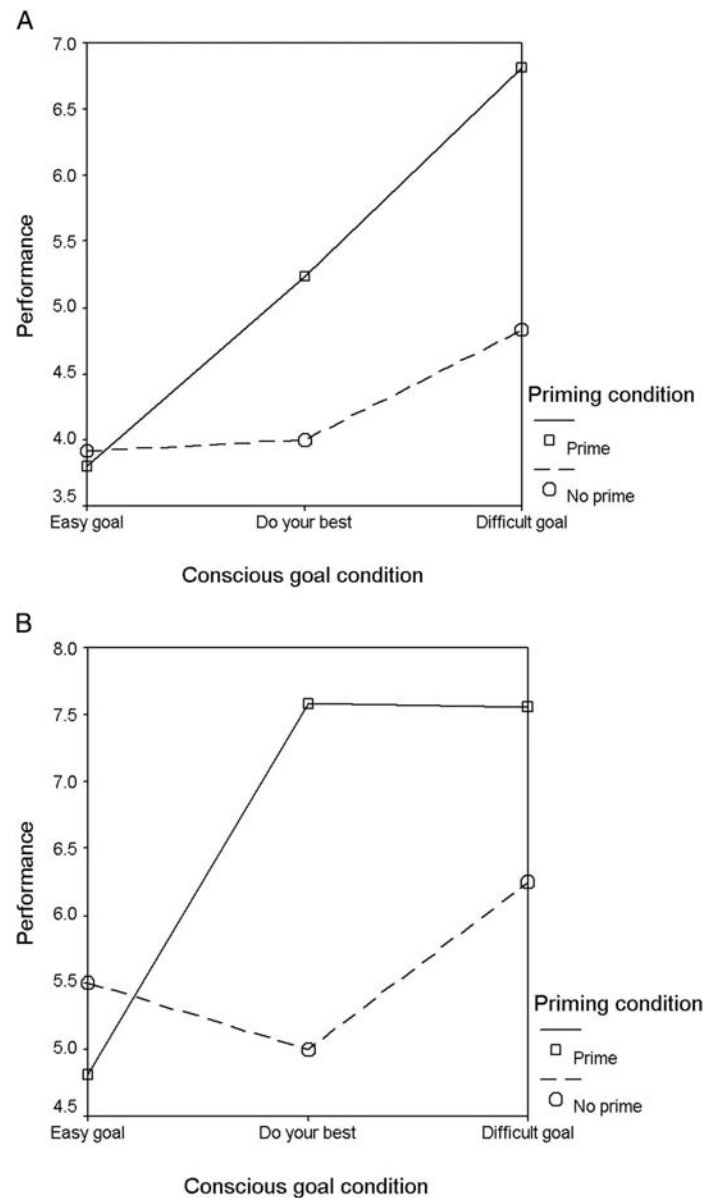 A
7.0
6.5
6.0
5.5
5.0
4.5
4.0
3.5
Performance
Easy goal Do your best Difficult goal
Conscious goal condition
Priming condition
Prime
No prime
B
8.0
7.5
7.0
6.5
6.0
5.5
5.0
4.5
Performance
Easy goal Do your best Difficult goal
Conscious goal condition
Priming condition
Prime
No prime